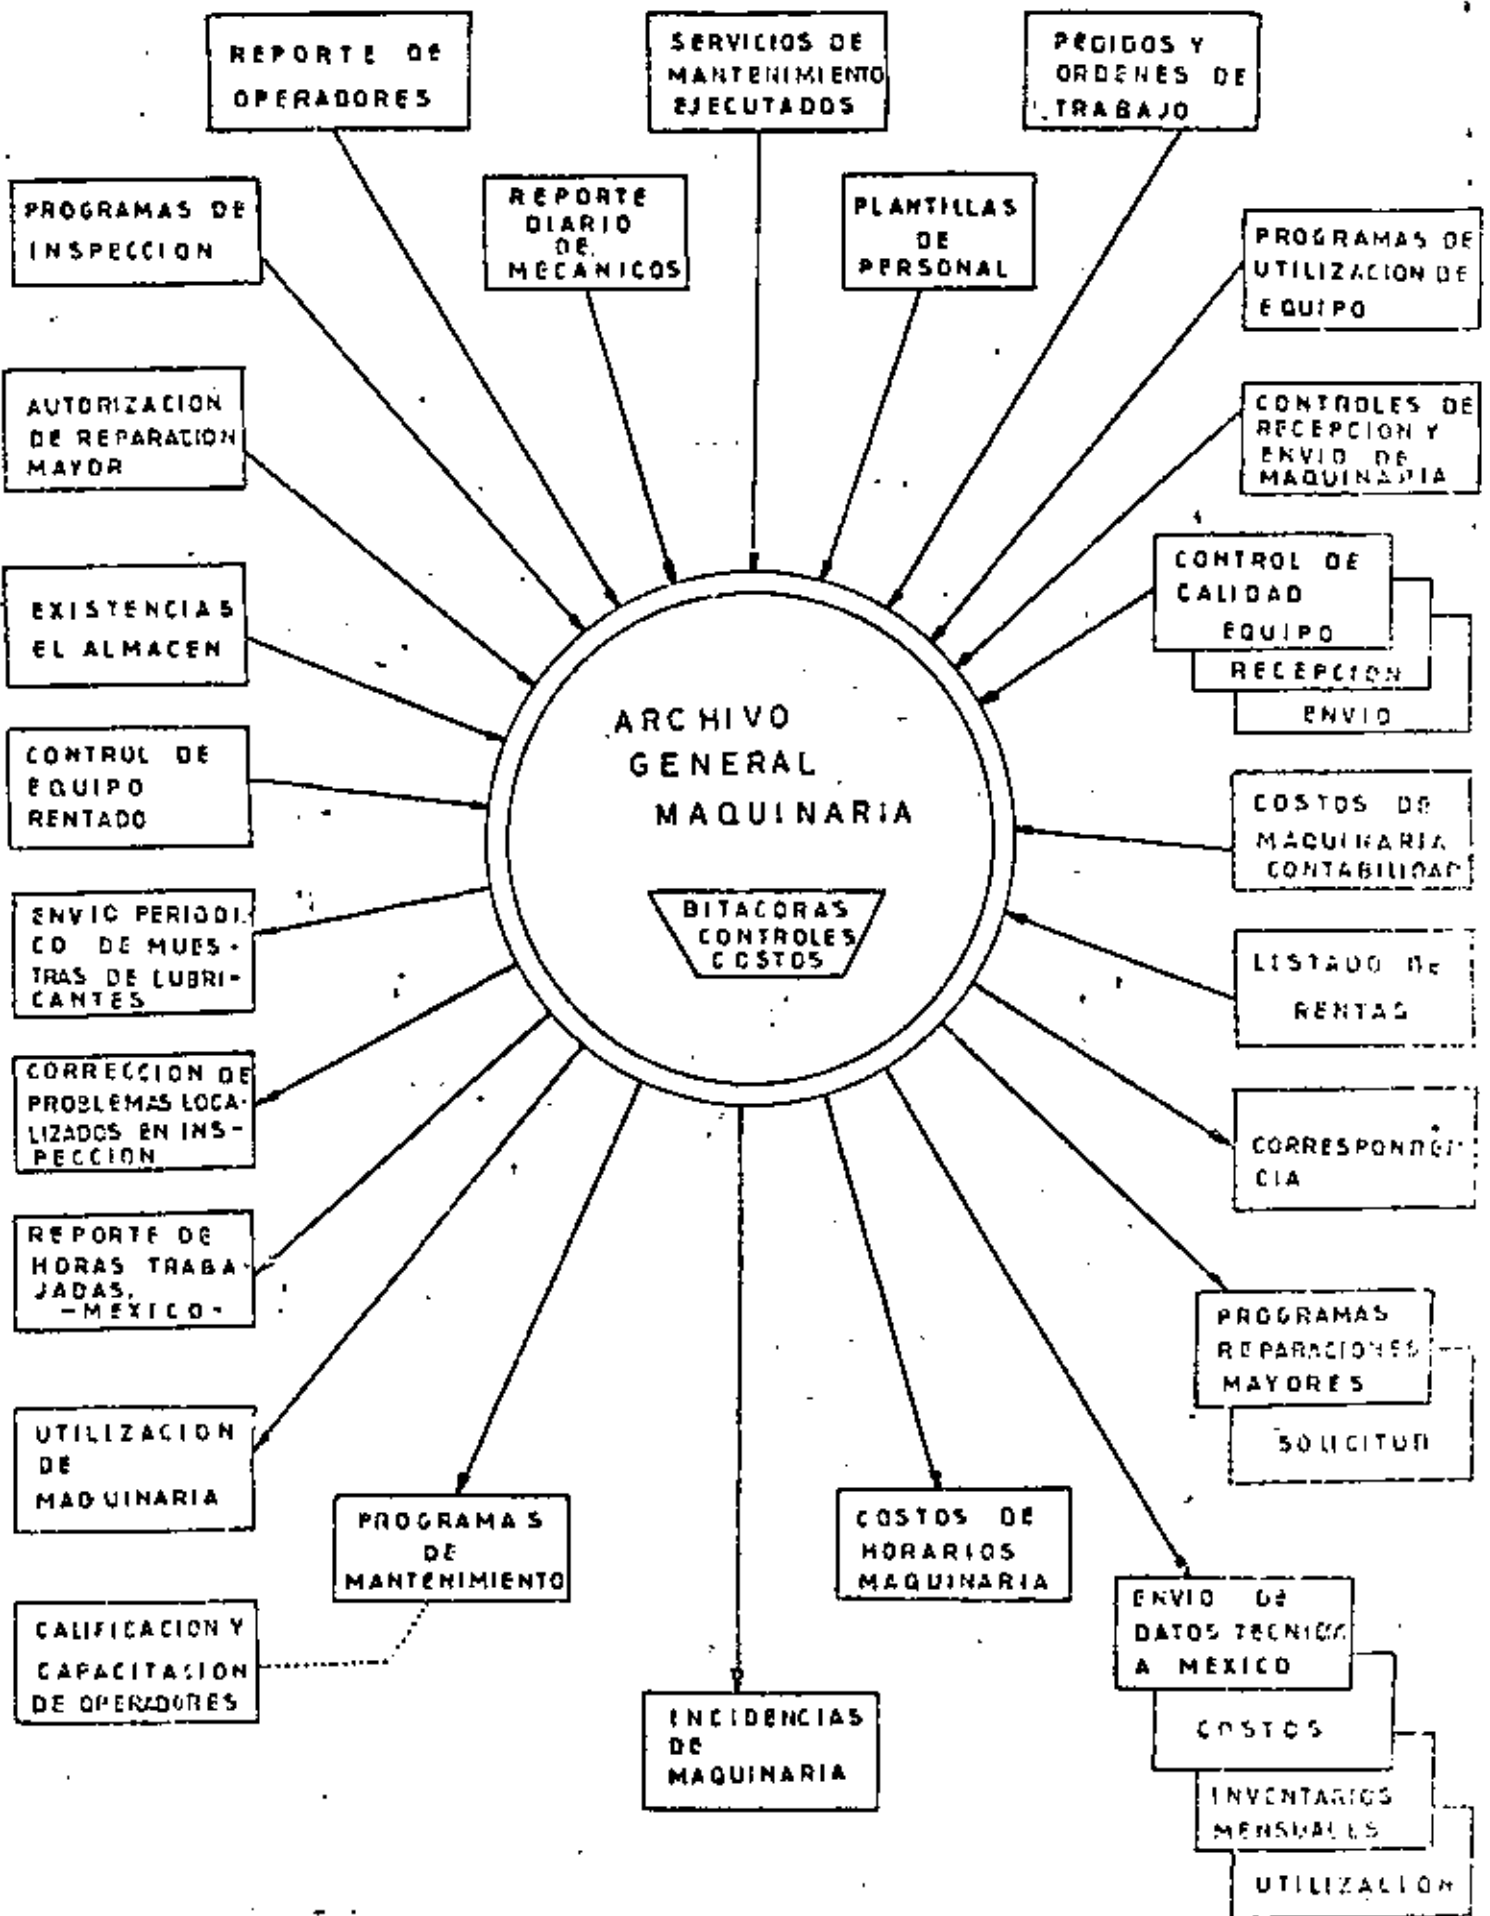 REPORTE DE
OPERADORES
SERVICIOS DE
MANTENIMIENTO
EJECUTADOS
PEDIDOS Y
ORDENES DE
TRABAJO
PROGRAMAS DE
INSPECCION
REPORTE
DIARIO
DE
MECANICOS
PLANTILLAS
DE
PERSONAL
PROGRAMAS DE
UTILIZACION DE
EQUIPO
AUTORIZACION
DE REPARACION
MAYOR
CONTROLES DE
RECEPCION Y
ENVIO DE
MAQUINARIA
EXISTENCIAS
EL ALMACEN
CONTROL DE
CALIDAD
EQUIPO
RECEPCION
ENVIO
ARCHIVO
GENERAL
MAQUINARIA
BITACORAS
CONTROLES
COSTOS
CONTROL DE
EQUIPO
RENTADO
COSTOS DE
MAQUINARIA
CONTABILIDAD
ENVIO PERIODI-
CO DE MUES-
TRAS DE LUBRI-
CANTES
LISTADO DE
RENTAS
CORRECCION DE
PROBLEMAS LOCA-
LIZADOS EN INS-
PECCION
CORRESPONDEN-
CIA
REPORTE DE
HORAS TRABA-
JADAS.
-MEXICO-
PROGRAMAS
REPARACIONES
MAYORES
SOLICITUD
UTILIZACION
DE
MAQUINARIA
PROGRAMAS
DE
MANTENIMIENTO
COSTOS DE
HORARIOS
MAQUINARIA
CALIFICACION Y
CAPACITACION
DE OPERADORES
INCIDENCIAS
DE
MAQUINARIA
ENVIO DE
DATOS TECNICA
A MEXICO
COSTOS
INVENTARIOS
MENSUALES
UTILIZACION